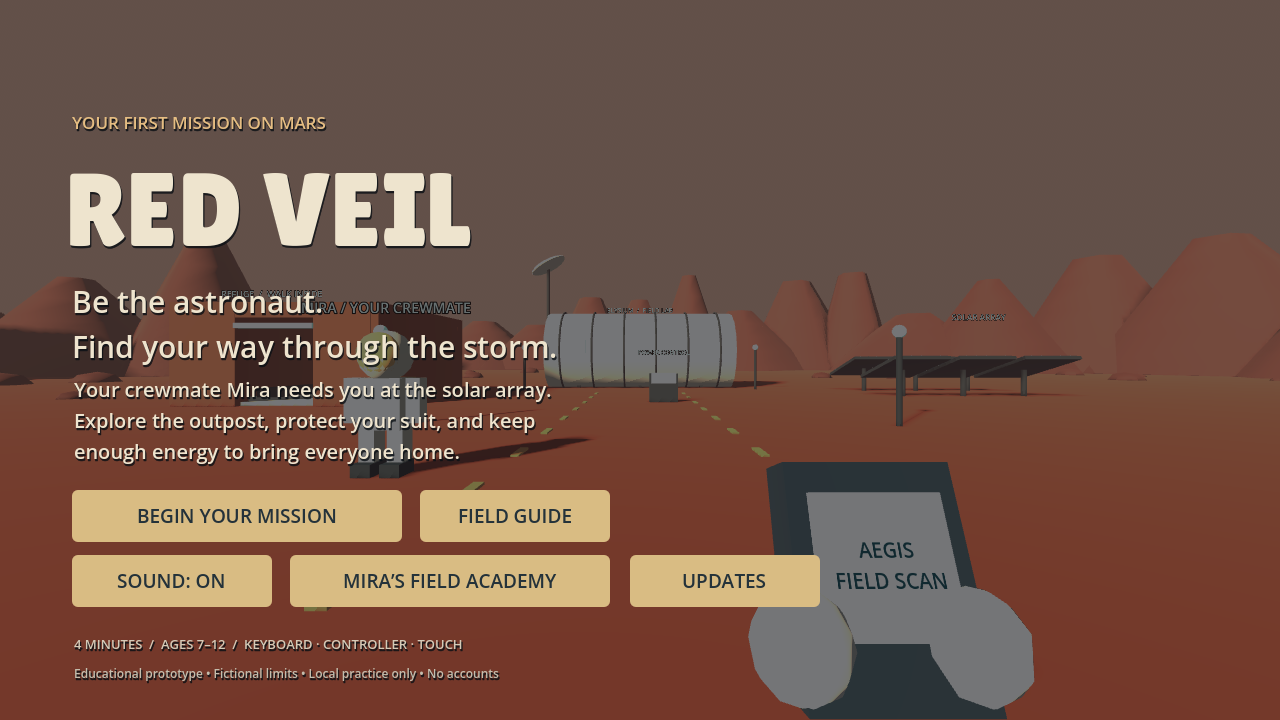 YOUR FIRST MISSION ON MARS
RED VEIL
Be the astronaut.
MIRA / YOUR CREWMATE
Find your way through the storm.
Your crewmate Mira needs you at the solar array.
Explore the outpost, protect your suit, and keep
enough energy to bring everyone home.
BEGIN YOUR MISSION
FIELD GUIDE
SOUND: ON
MIRA’S FIELD ACADEMY
UPDATES
AEGIS
FIELD SCAN
4 MINUTES / AGES 7–12 / KEYBOARD · CONTROLLER · TOUCH
Educational prototype • Fictional limits • Local practice only • No accounts